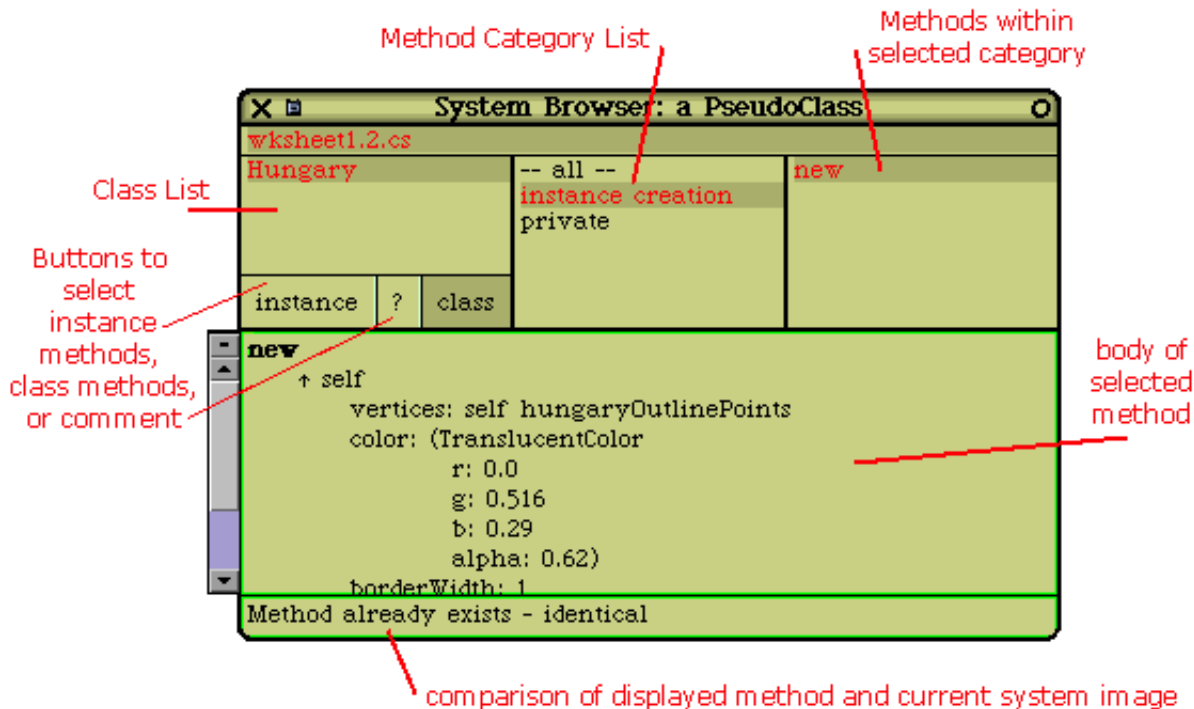 Method Category List
Methods within
selected category
System Browser: a PseudoClass
wksheet1.2.cs
Class List
Hungary
-- all --
instance creation
private
new
Buttons to
select
instance
methods,
class methods,
or comment
instance
?
class
new
↑ self
vertices: self hungaryOutlinePoints
color: (TranslucentColor
r: 0.0
g: 0.516
b: 0.29
alpha: 0.62)
borderWidth: 1
body of
selected
method
Method already exists - identical
comparison of displayed method and current system image